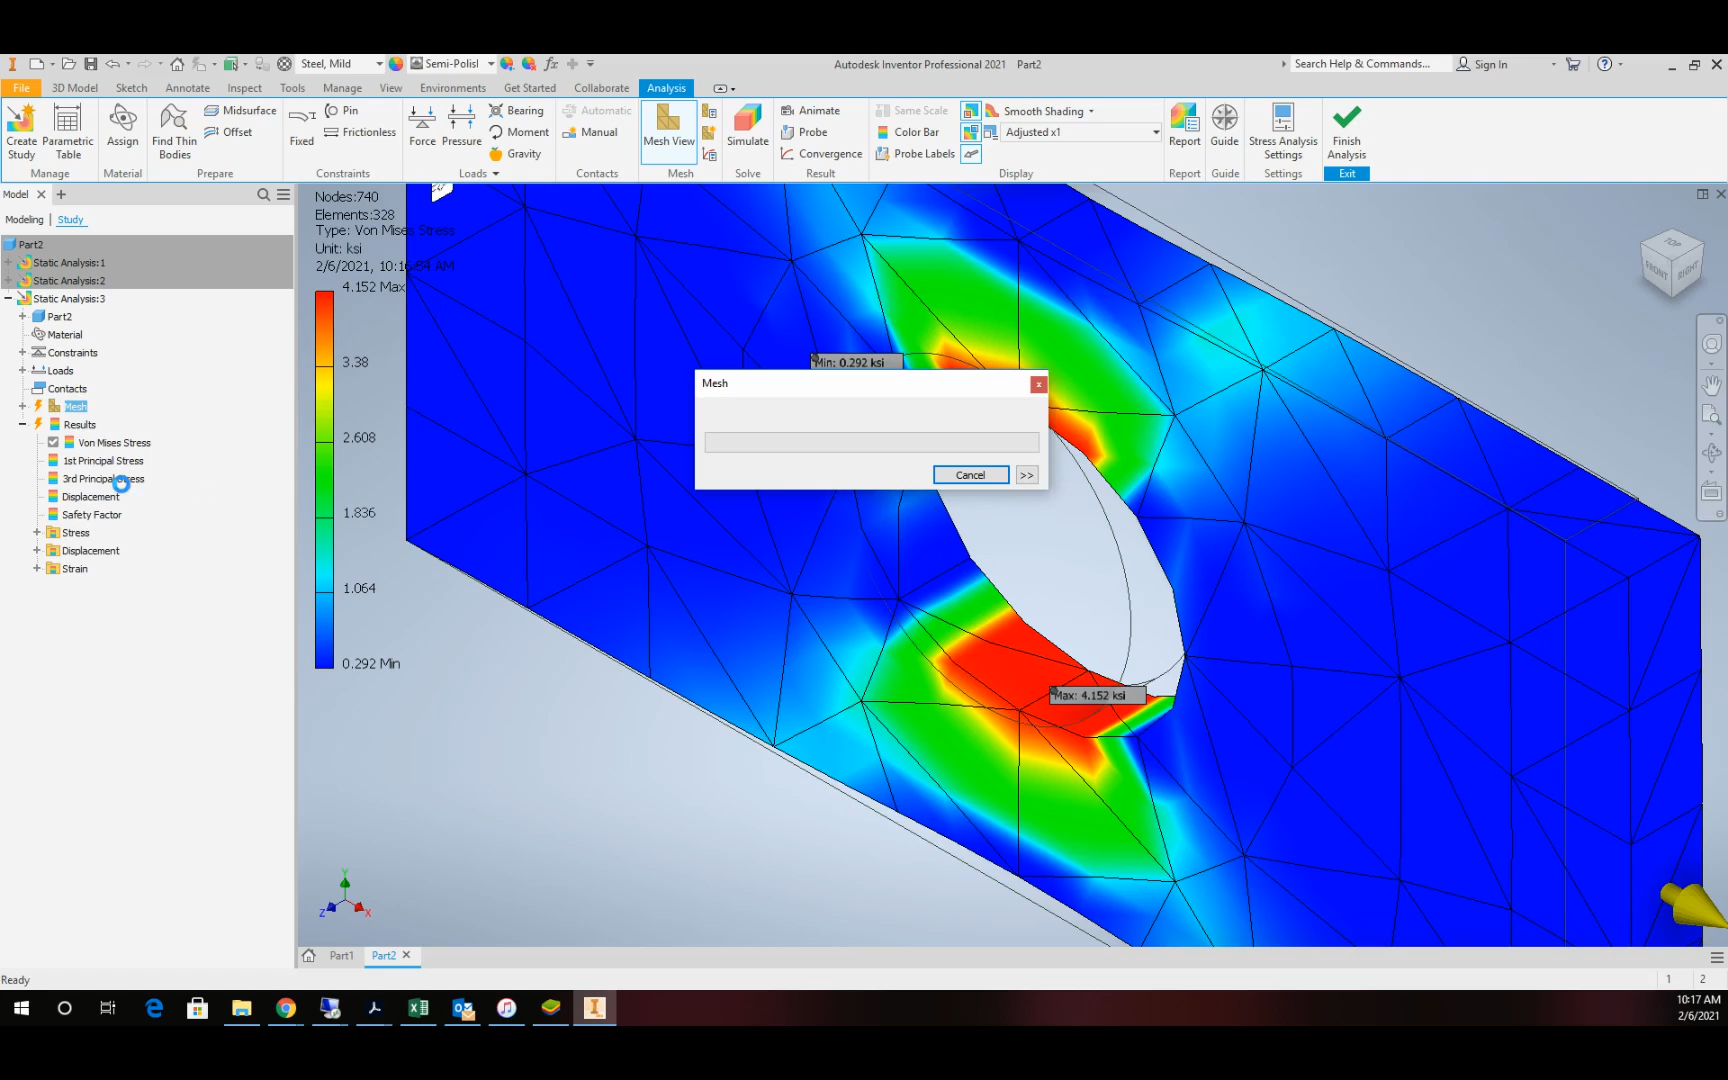 Steel, Mild
Semi-Polisl
Autodesk Inventor Professional 2021 Part2
Search Help & Commands...
Sign In
File 3D Model Sketch Annotate Inspect Tools Manage View Environments Get Started Collaborate Analysis
Create Study
Parametric Table
Manage
Assign
Material
Find Thin Bodies
Midsurface
Offset
Prepare
Fixed
Pin
Frictionless
Constraints
Force
Pressure
Bearing
Moment
Gravity
Loads
Automatic
Manual
Contacts
Mesh View
Mesh
Simulate
Solve
Animate
Probe
Convergence
Result
Same Scale
Color Bar
Probe Labels
Smooth Shading
Adjusted x1
Display
Report
Report
Guide
Guide
Stress Analysis Settings
Settings
Finish Analysis
Exit
Model
Modeling | Study
Part2
Static Analysis:1
Static Analysis:2
Static Analysis:3
Part2
Material
Constraints
Loads
Contacts
Mesh
Results
Von Mises Stress
1st Principal Stress
3rd Principal Stress
Displacement
Safety Factor
Stress
Displacement
Strain
Nodes:740
Elements:328
Type: Von Mises Stress
Unit: ksi
2/6/2021, 10:16:54 AM
4.152 Max
3.38
2.608
1.836
1.064
0.292 Min
Min: 0.292 ksi
Mesh
Cancel
>>
Max: 4.152 ksi
TOP
FRONT
RIGHT
Y
Z
X
Part1 Part2
Ready
1 2
10:17 AM
2/6/2021